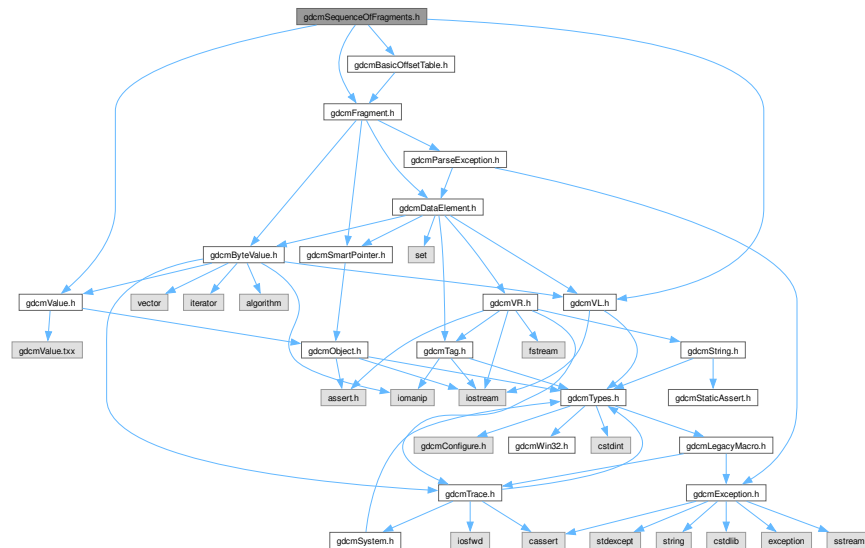 gdcmSequenceOfFragments.h
gdcmBasicOffsetTable.h
gdcmFragment.h
gdcmParseException.h
gdcmDataElement.h
gdcmByteValue.h
gdcmSmartPointer.h
set
gdcmValue.h
vector
iterator
algorithm
gdcmVR.h
gdcmVL.h
gdcmValue.txx
gdcmObject.h
gdcmTag.h
fstream
gdcmString.h
assert.h
iomanip
iostream
gdcmTypes.h
gdcmStaticAssert.h
gdcmConfigure.h
gdcmWin32.h
cstdint
gdcmLegacyMacro.h
gdcmTrace.h
gdcmException.h
gdcmSystem.h
iosfwd
cassert
stdexcept
string
cstdlib
exception
sstream